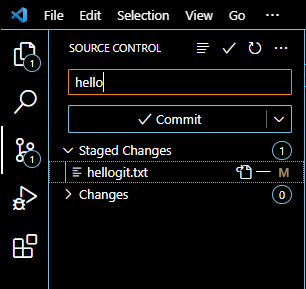 File Edit Selection View Go
1
SOURCE CONTROL
hello
Commit
1
Staged Changes 1
hellogit.txt M
Changes 0